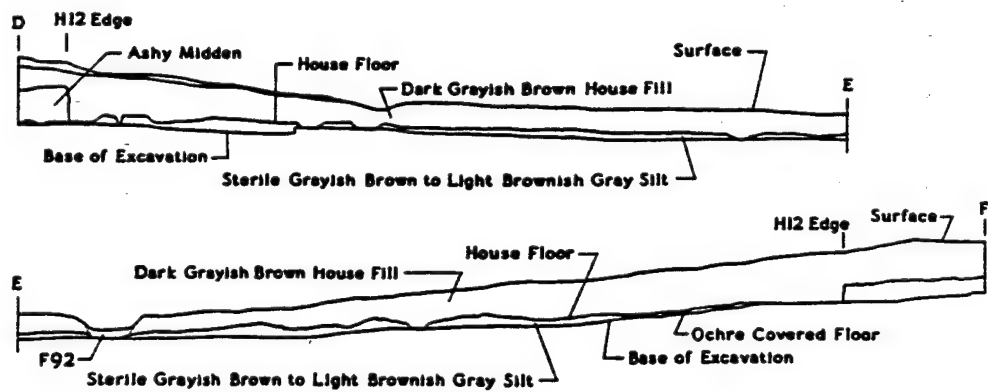 D
H12 Edge
Ashy Midden
House Floor
Surface
Dark Grayish Brown House Fill
E
Base of Excavation
Sterile Grayish Brown to Light Brownish Gray Silt
F
H12 Edge
Surface
House Floor
Dark Grayish Brown House Fill
E
Ochre Covered Floor
F92
Base of Excavation
Sterile Grayish Brown to Light Brownish Gray Silt